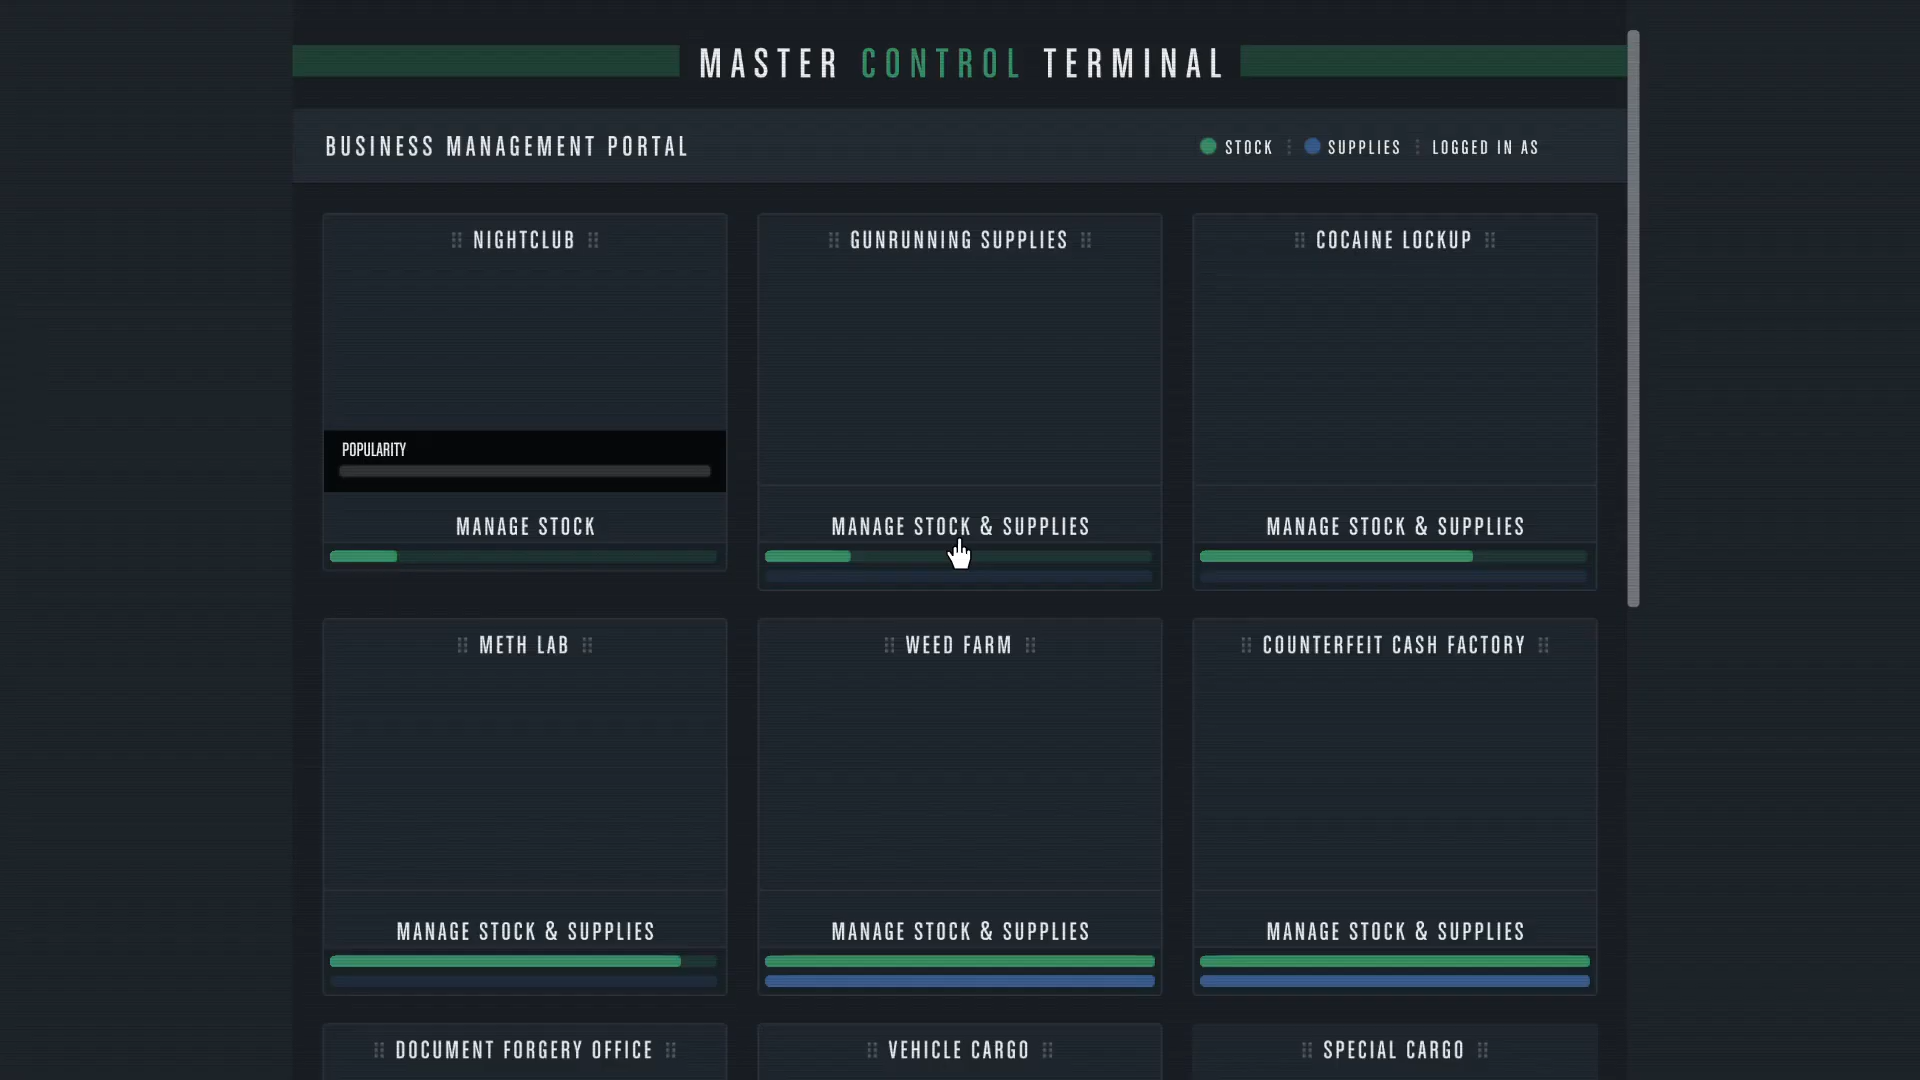 MASTER CONTROL TERMINAL
BUSINESS MANAGEMENT PORTAL
STOCK
SUPPLIES
LOGGED IN AS
NIGHTCLUB
GUNRUNNING SUPPLIES
COCAINE LOCKUP
POPULARITY
MANAGE STOCK
MANAGE STOCK & SUPPLIES
MANAGE STOCK & SUPPLIES
METH LAB
WEED FARM
COUNTERFEIT CASH FACTORY
MANAGE STOCK & SUPPLIES
MANAGE STOCK & SUPPLIES
MANAGE STOCK & SUPPLIES
DOCUMENT FORGERY OFFICE
VEHICLE CARGO
SPECIAL CARGO